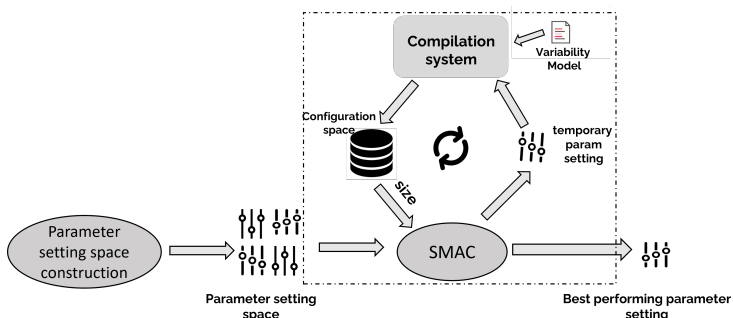 Compilation
system
Variability
Model
Configuration
space
temporary
param
setting
size
Parameter
setting space
construction
SMAC
Parameter setting
space
Best performing parameter
setting